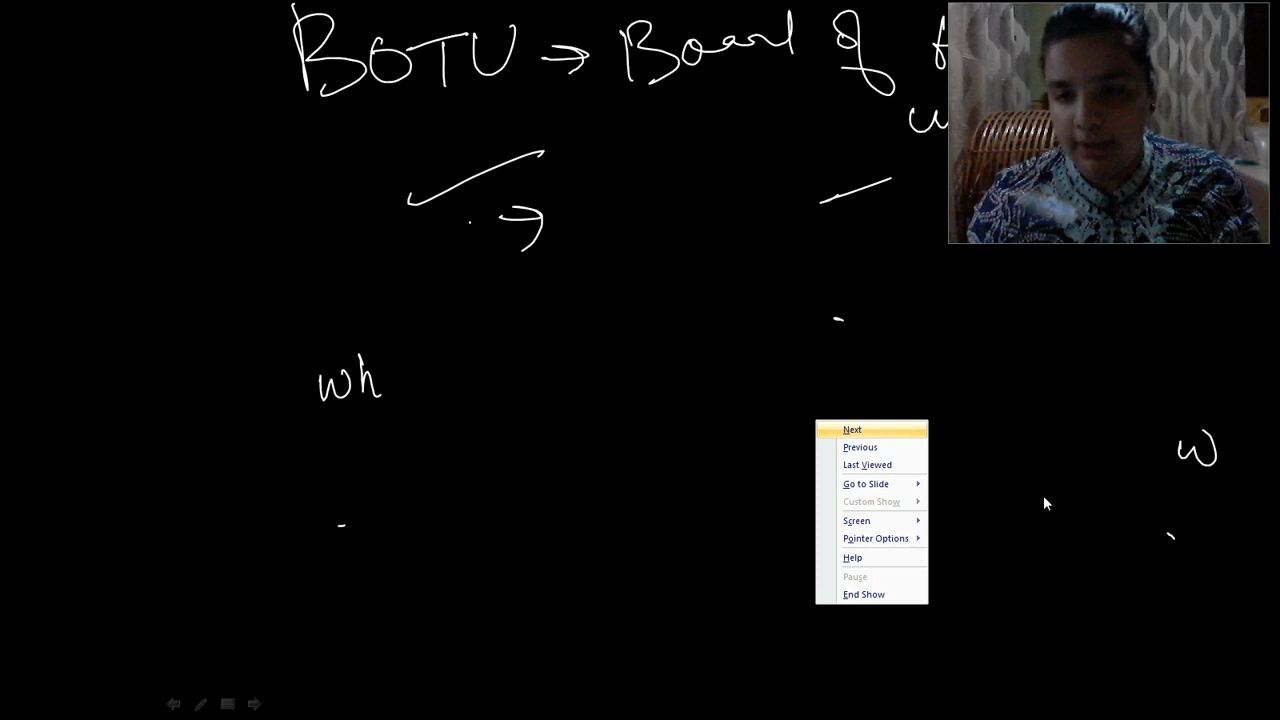 BOTU → Board of
wh
w
Next
Previous
Last Viewed
Go to Slide
Custom Show
Screen
Pointer Options
Help
Pause
End Show